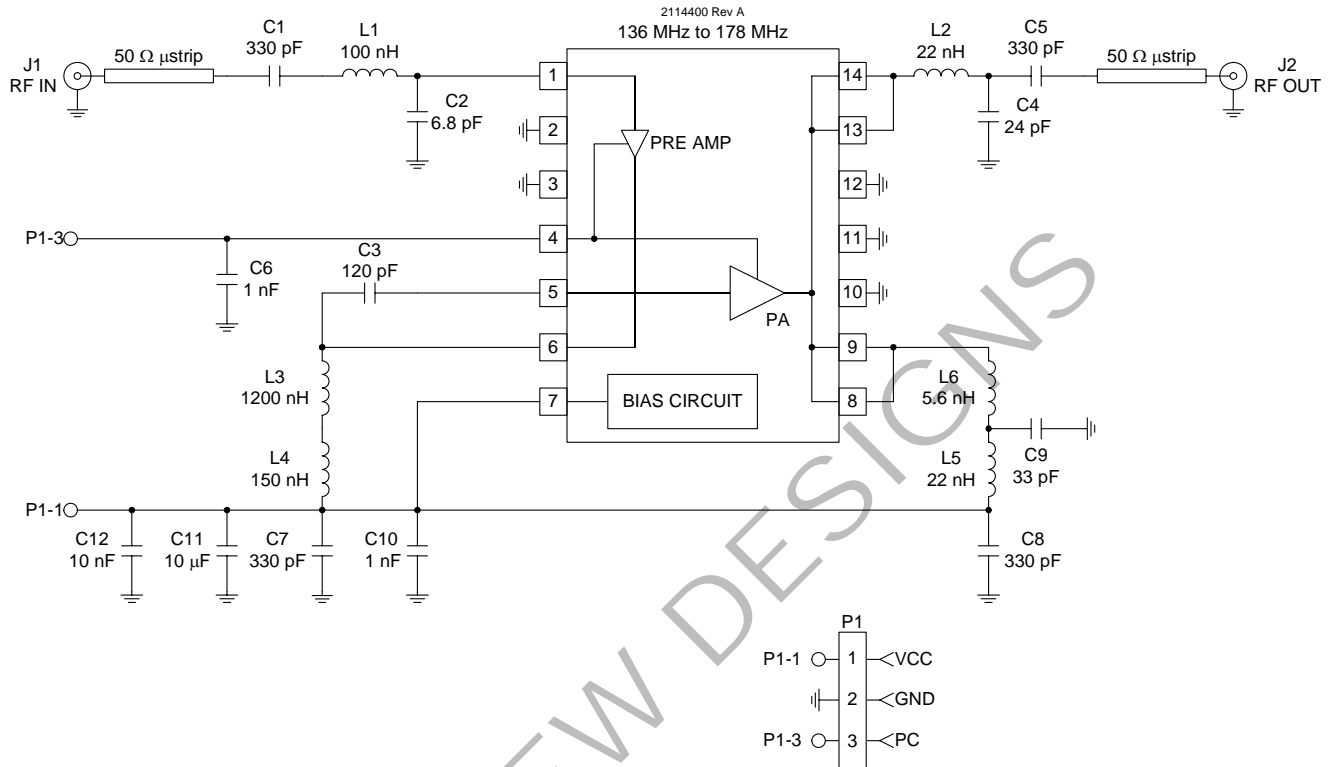 2114400 Rev A
136 MHz to 178 MHz
J1
RF IN
50 Ω µstrip
C1
330 pF
L1
100 nH
C2
6.8 pF
1
2
3
4
5
6
7
PRE AMP
PA
BIAS CIRCUIT
14
13
12
11
10
9
8
L2
22 nH
C5
330 pF
C4
24 pF
50 Ω µstrip
J2
RF OUT
P1-3
C6
1 nF
C3
120 pF
L3
1200 nH
L4
150 nH
L6
5.6 nH
L5
22 nH
C9
33 pF
P1-1
C12
10 nF
C11
10 µF
C7
330 pF
C10
1 nF
C8
330 pF
P1
P1-1
1
VCC
2
GND
P1-3
3
PC
EW DESIGNS